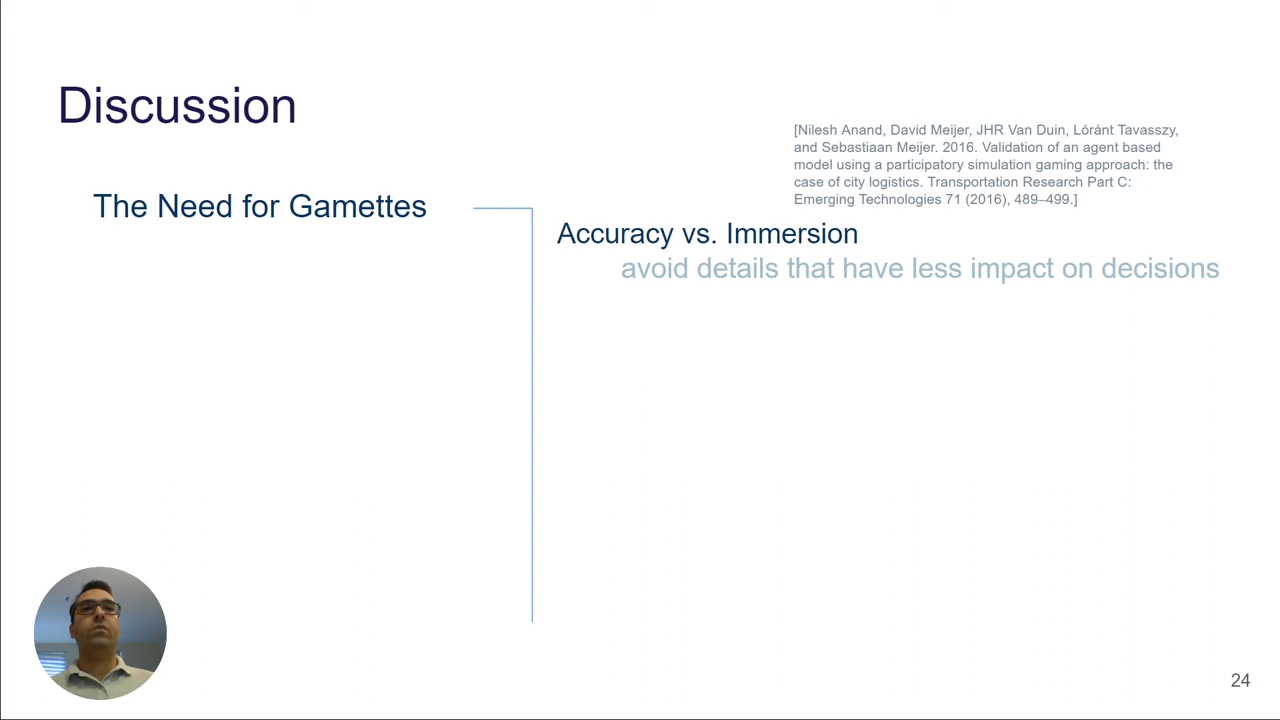 Discussion
[Nilesh Anand, David Meijer, JHR Van Duin, Lóránt Tavasszy,
and Sebastiaan Meijer. 2016. Validation of an agent based
model using a participatory simulation gaming approach: the
case of city logistics. Transportation Research Part C:
Emerging Technologies 71 (2016), 489–499.]
The Need for Gamettes
Accuracy vs. Immersion
avoid details that have less impact on decisions
24